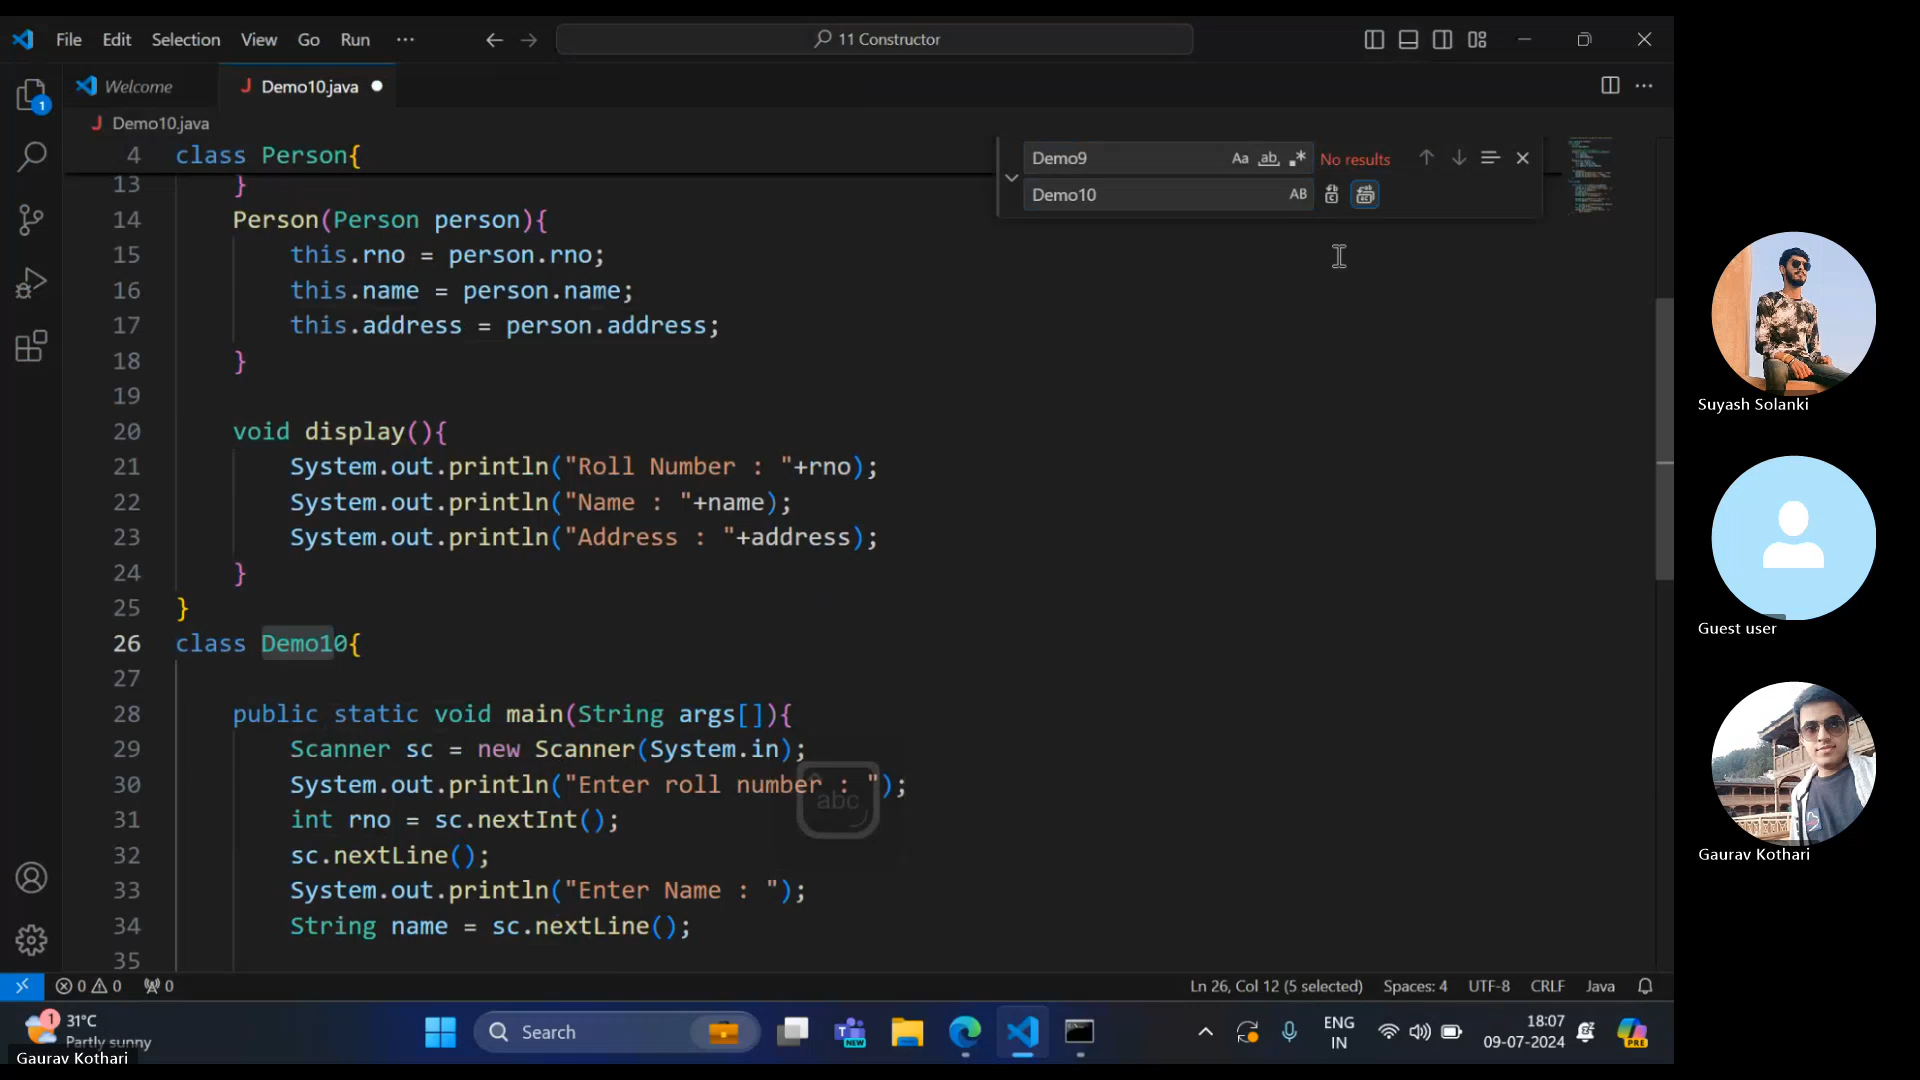 File Edit Selection View Go Run ... 11 Constructor
Welcome Demo10.java
1
Demo10.java
4 class Person{
Demo9 Aa ab No results
Demo10 AB
13 }
14 Person(Person person){
15 this.rno = person.rno;
16 this.name = person.name;
17 this.address = person.address;
18 }
19
20 void display(){
21 System.out.println("Roll Number : "+rno);
22 System.out.println("Name : "+name);
23 System.out.println("Address : "+address);
24 }
25 }
26 class Demo10{
27
28 public static void main(String args[]){
29 Scanner sc = new Scanner(System.in);
30 System.out.println("Enter roll number : ");
abc
31 int rno = sc.nextInt();
32 sc.nextLine();
33 System.out.println("Enter Name : ");
34 String name = sc.nextLine();
35
Suyash Solanki
Guest user
Gaurav Kothari
0 0 0 Ln 26, Col 12 (5 selected) Spaces: 4 UTF-8 CRLF Java
1 31°C
Partly sunny
Search
NEW
ENG
IN
18:07
09-07-2024
PRE
Gaurav Kothari